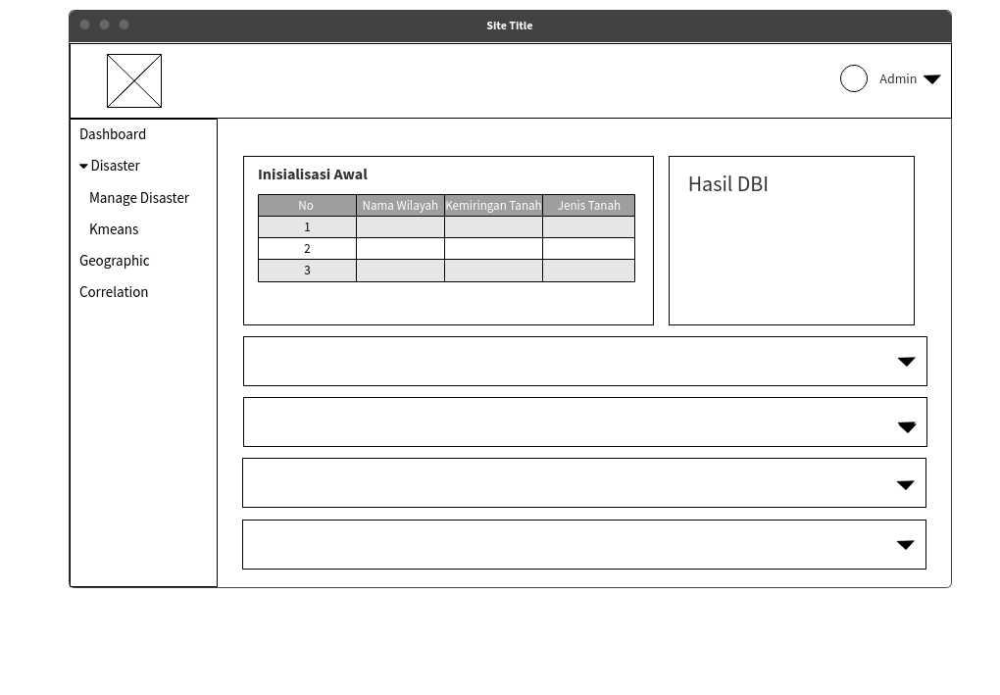 Site Title
Admin
Dashboard
Disaster
Manage Disaster
Kmeans
Geographic
Correlation
Inisialisasi Awal
No Nama Wilayah Kemiringan Tanah Jenis Tanah
1
2
3
Hasil DBI